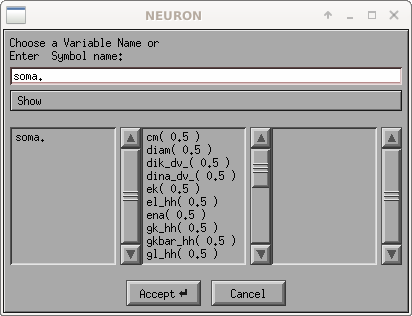 NEURON
Choose a Variable Name or
Enter  Symbol name:
soma.
Show
soma.
cm( 0.5 )
diam( 0.5 )
dik_dv_( 0.5 )
dina_dv_( 0.5 )
ek( 0.5 )
el_hh( 0.5 )
ena( 0.5 )
gk_hh( 0.5 )
gkbar_hh( 0.5 )
gl_hh( 0.5 )
Accept ↵
Cancel